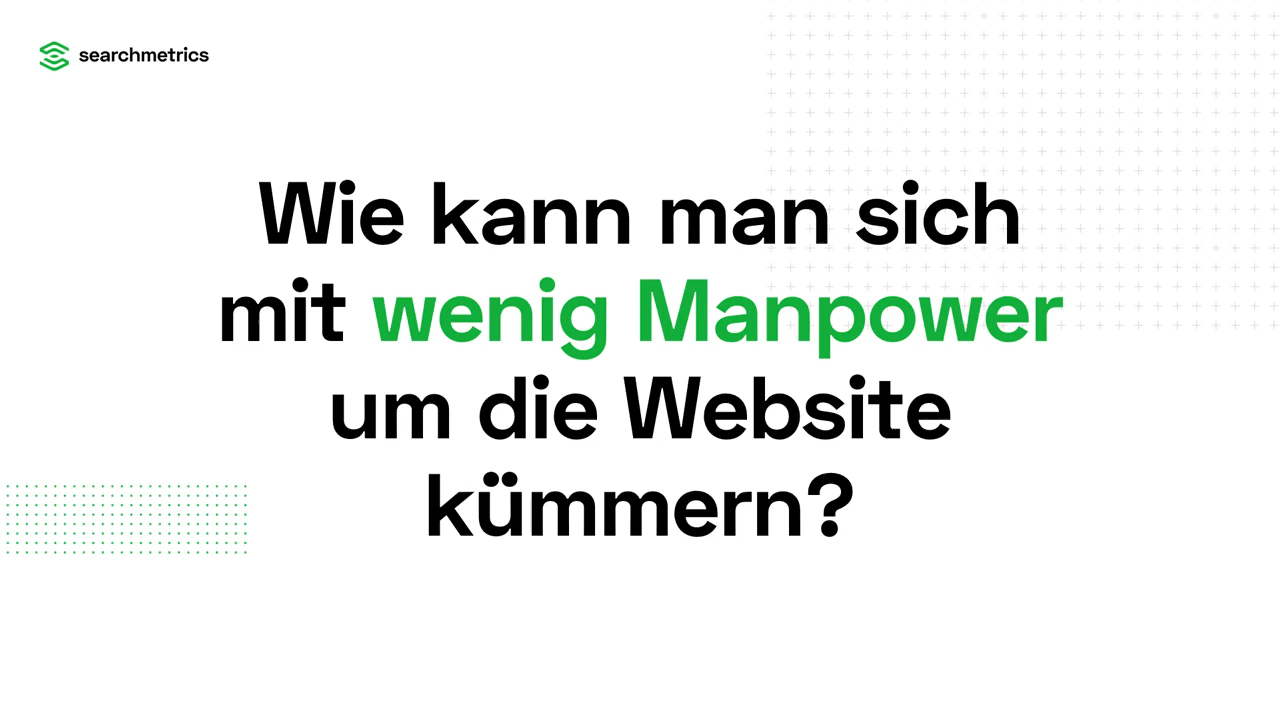 searchmetrics
Wie kann man sich
mit wenig Manpower
um die Website
kümmern?